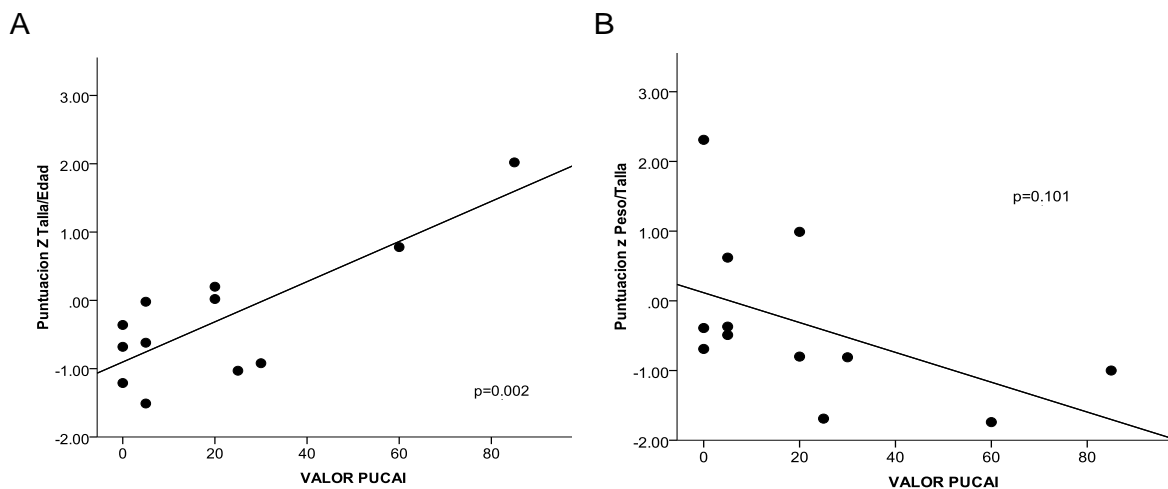 A
Puntuacion Z Talla/Edad
3.00
2.00
1.00
.00
-1.00
-2.00
0 20 40 60 80
VALOR PUCAI
p=0.002
B
Puntuacion z Peso/Talla
3.00
2.00
1.00
.00
-1.00
-2.00
0 20 40 60 80
VALOR PUCAI
p=0.101